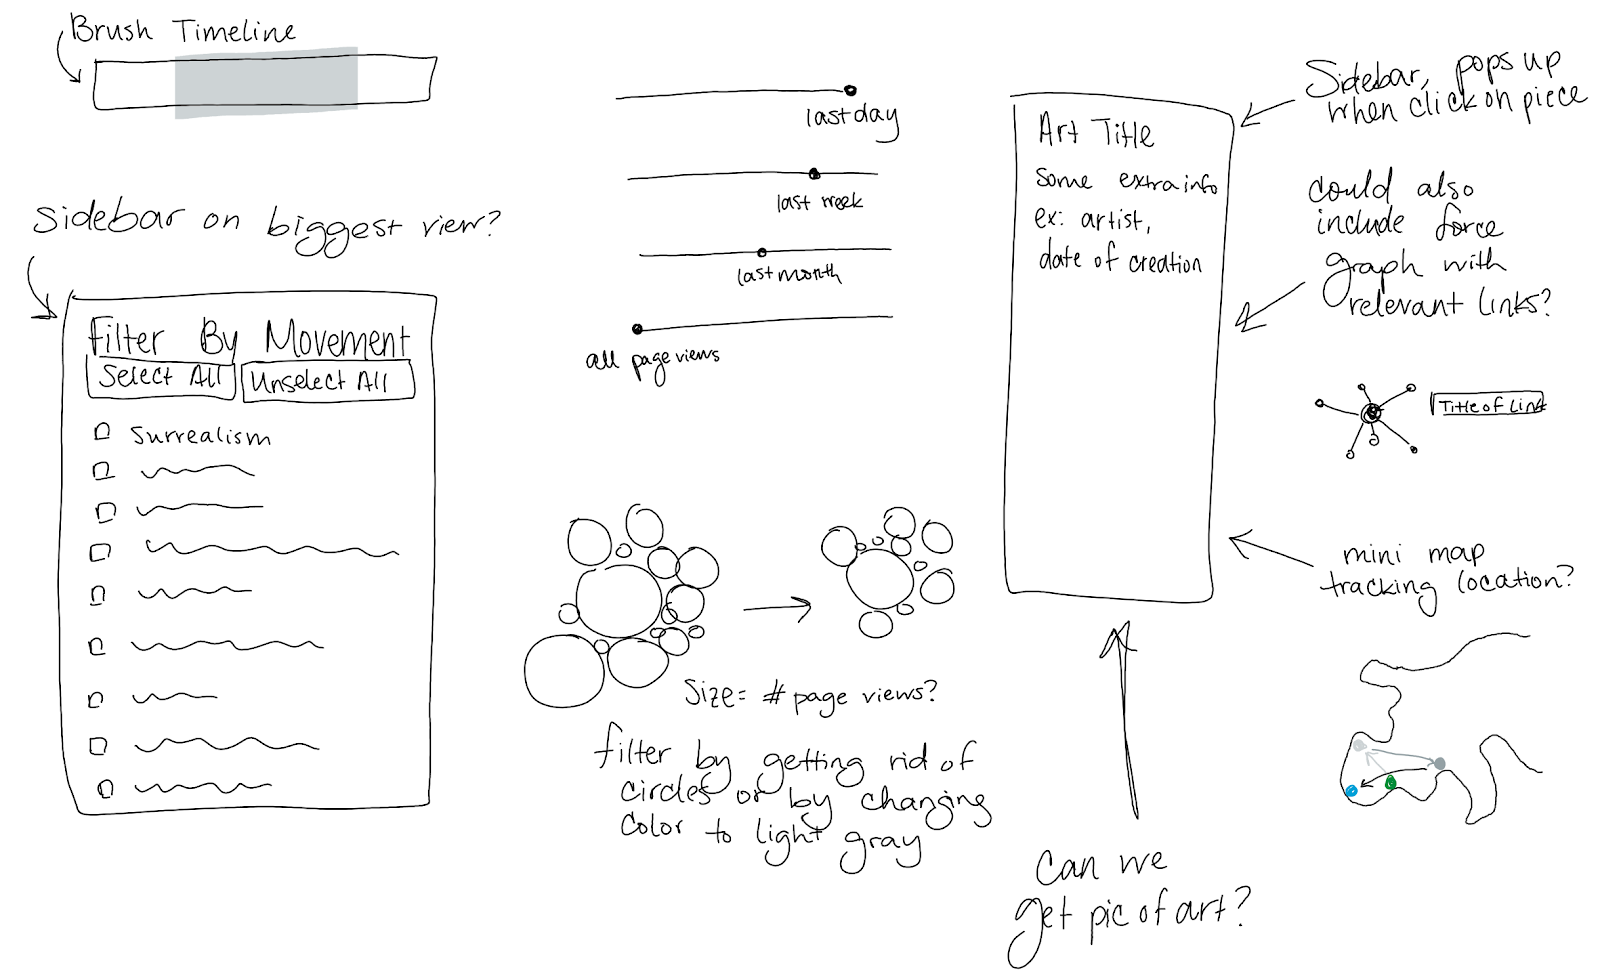 Brush Timeline
Sidebar on biggest view?
Filter By Movement
Select All
Unselect All
Surrealism
last day
last week
last month
all page views
Size = # page views?
filter by getting rid of
circles or by changing
color to light gray
Art Title
Some extra info
ex: artist,
date of creation
Sidebar, pops up
when click on piece
could also
include force
graph with
relevant links?
Title of Link
mini map
tracking location?
Can we
get pic of art?